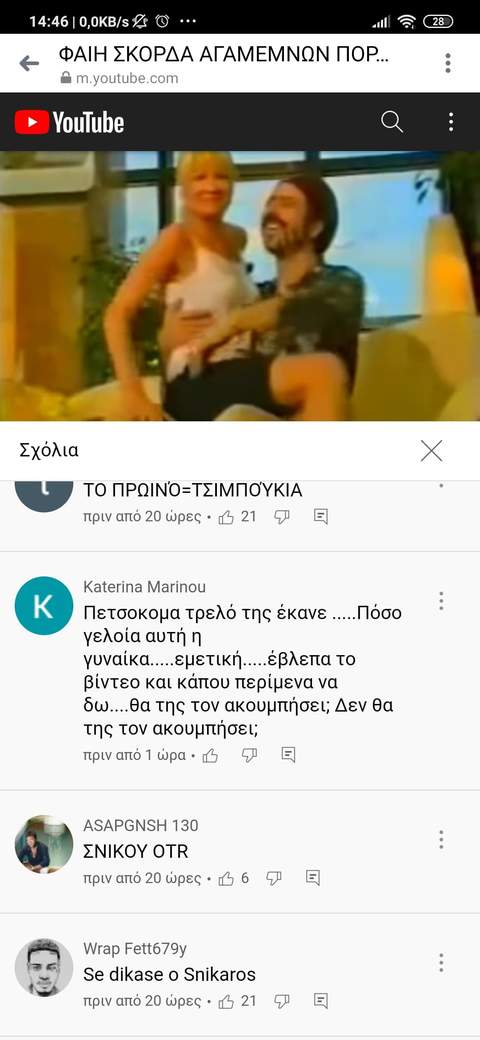 14:46 | 0,0KB/s
28
ΦΑΙΗ ΣΚΟΡΔΑ ΑΓΑΜΕΜΝΩΝ ΠΟΡ...
m.youtube.com
YouTube
Σχόλια
ΤΟ ΠΡΩΙΝΌ=ΤΣΙΜΠΟΎΚΙΑ
πριν από 20 ώρες • 21
K
Katerina Marinou
Πετσοκομα τρελό της έκανε .....Πόσο
γελοία αυτή η
γυναίκα.....εμετική.....έβλεπα το
βίντεο και κάπου περίμενα να
δω....θα της τον ακουμπήσει; Δεν θα
της τον ακουμπήσει;
πριν από 1 ώρα •
ASAPGNSH 130
ΣΝΙΚΟΥ OTR
πριν από 20 ώρες • 6
Wrap Fett679y
Se dikase o Snikaros
πριν από 20 ώρες • 21